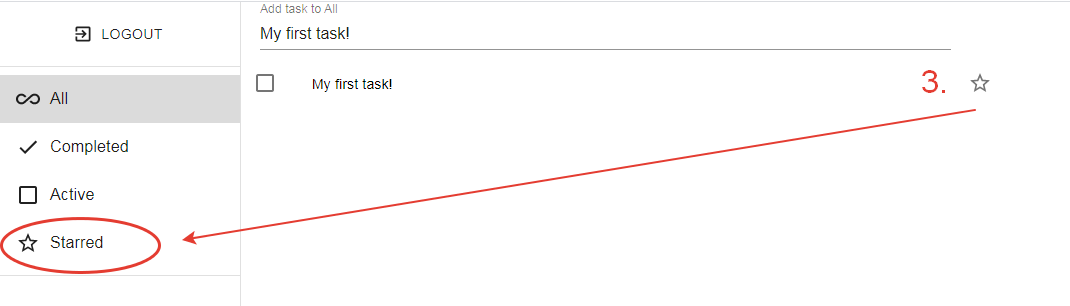 LOGOUT
All
Completed
Active
Starred
Add task to All
My first task!
My first task!
3.